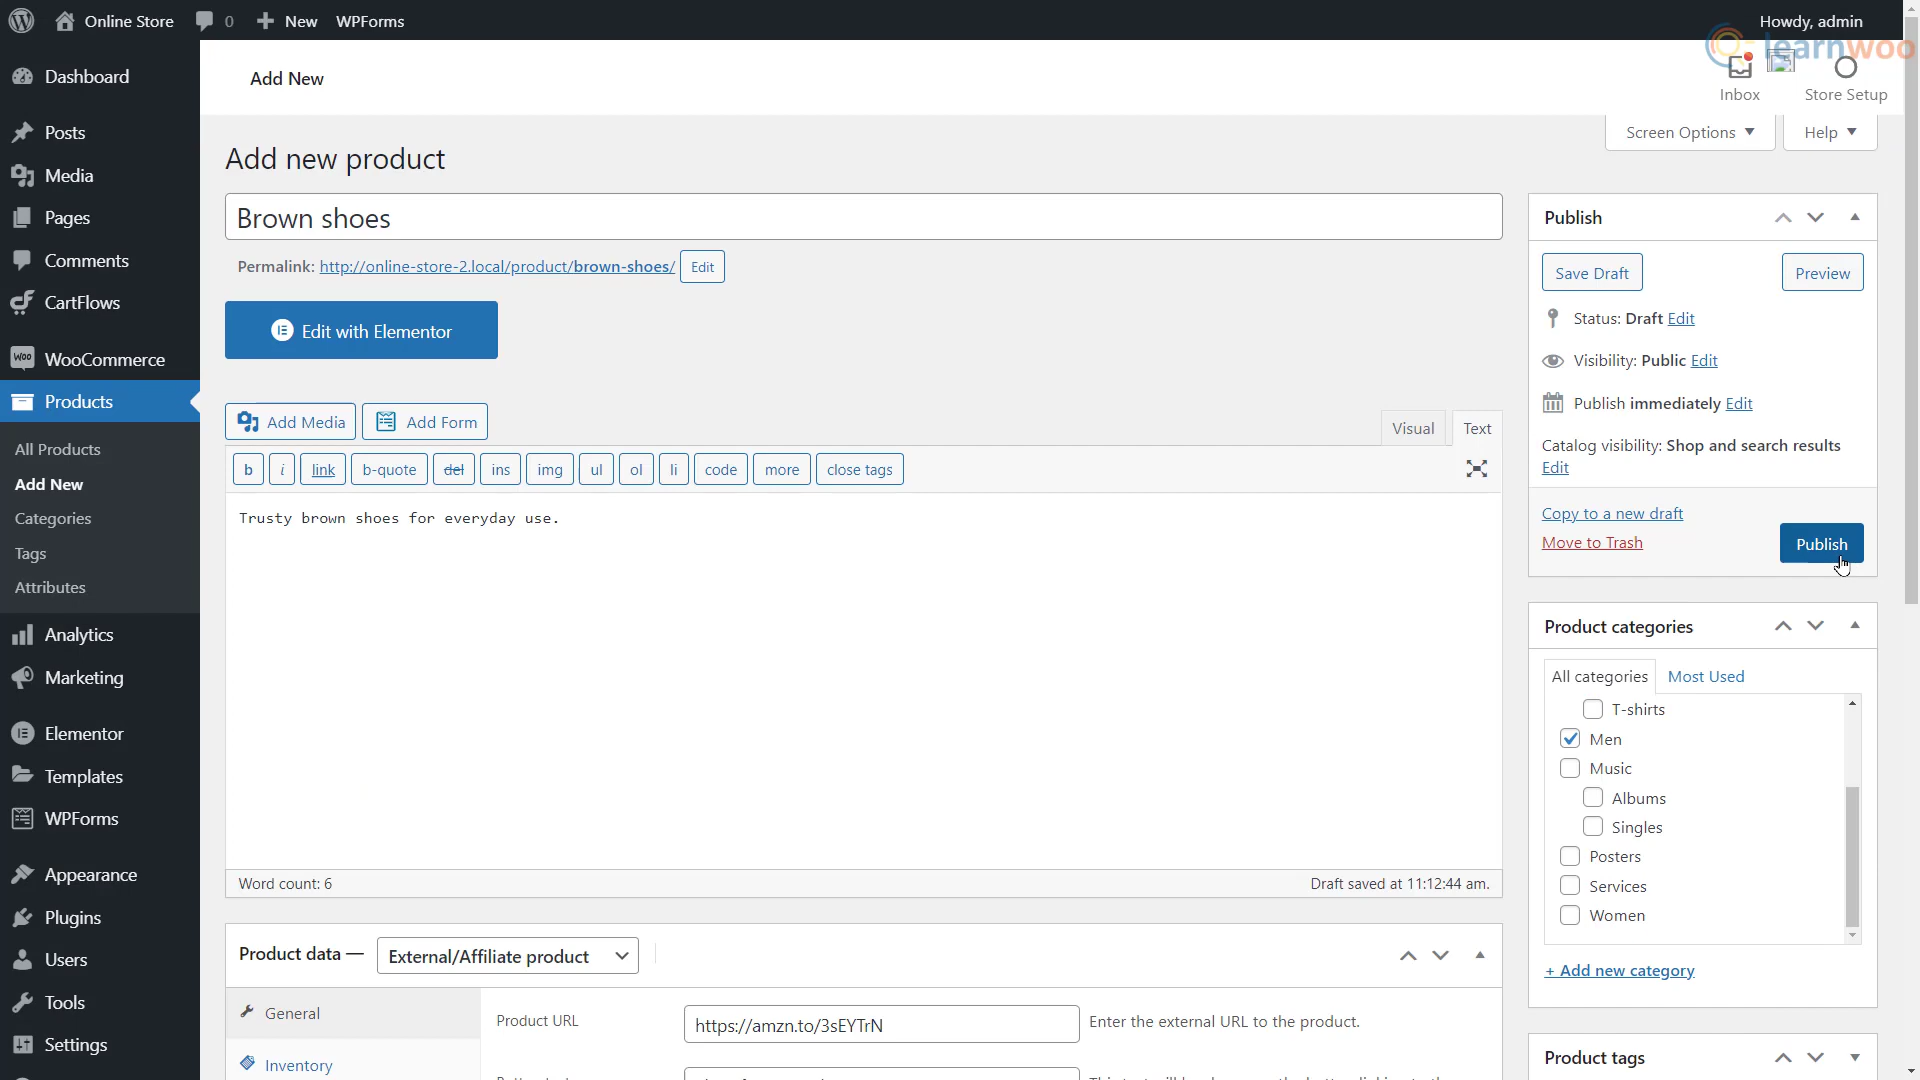 Online Store
0
New
WPForms
Howdy, admin
learnwoo
Dashboard
Posts
Media
Pages
Comments
CartFlows
Woo
WooCommerce
Products
All Products
Add New
Categories
Tags
Attributes
Analytics
Marketing
Elementor
Templates
WPForms
Appearance
Plugins
Users
Tools
Settings
Add New
Inbox
Store Setup
Screen Options
Help
Add new product
Brown shoes
Permalink: http://online-store-2.local/product/brown-shoes/ Edit
Edit with Elementor
Add Media
Add Form
Visual
Text
b
i
link
b-quote
del
ins
img
ul
ol
li
code
more
close tags
Trusty brown shoes for everyday use.
Word count: 6
Draft saved at 11:12:44 am.
Product data —
External/Affiliate product
General
Inventory
Product URL
https://amzn.to/3sEYTrN
Enter the external URL to the product.
Publish
Save Draft
Preview
Status: Draft Edit
Visibility: Public Edit
Publish immediately Edit
Catalog visibility: Shop and search results
Edit
Copy to a new draft
Move to Trash
Publish
Product categories
All categories
Most Used
T-shirts
Men
Music
Albums
Singles
Posters
Services
Women
+ Add new category
Product tags